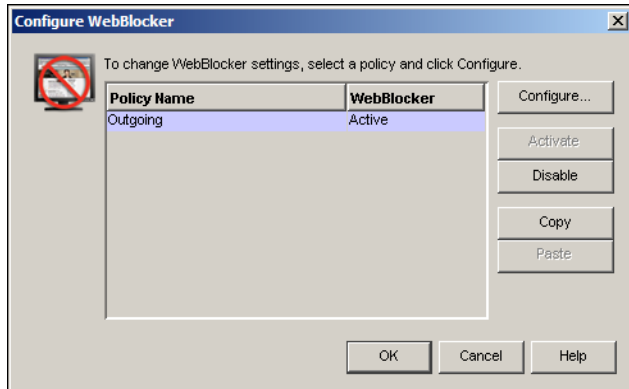 Configure WebBlocker
To change WebBlocker settings, select a policy and click Configure.
Policy Name WebBlocker
Outgoing Active
Configure...
Activate
Disable
Copy
Paste
OK Cancel Help